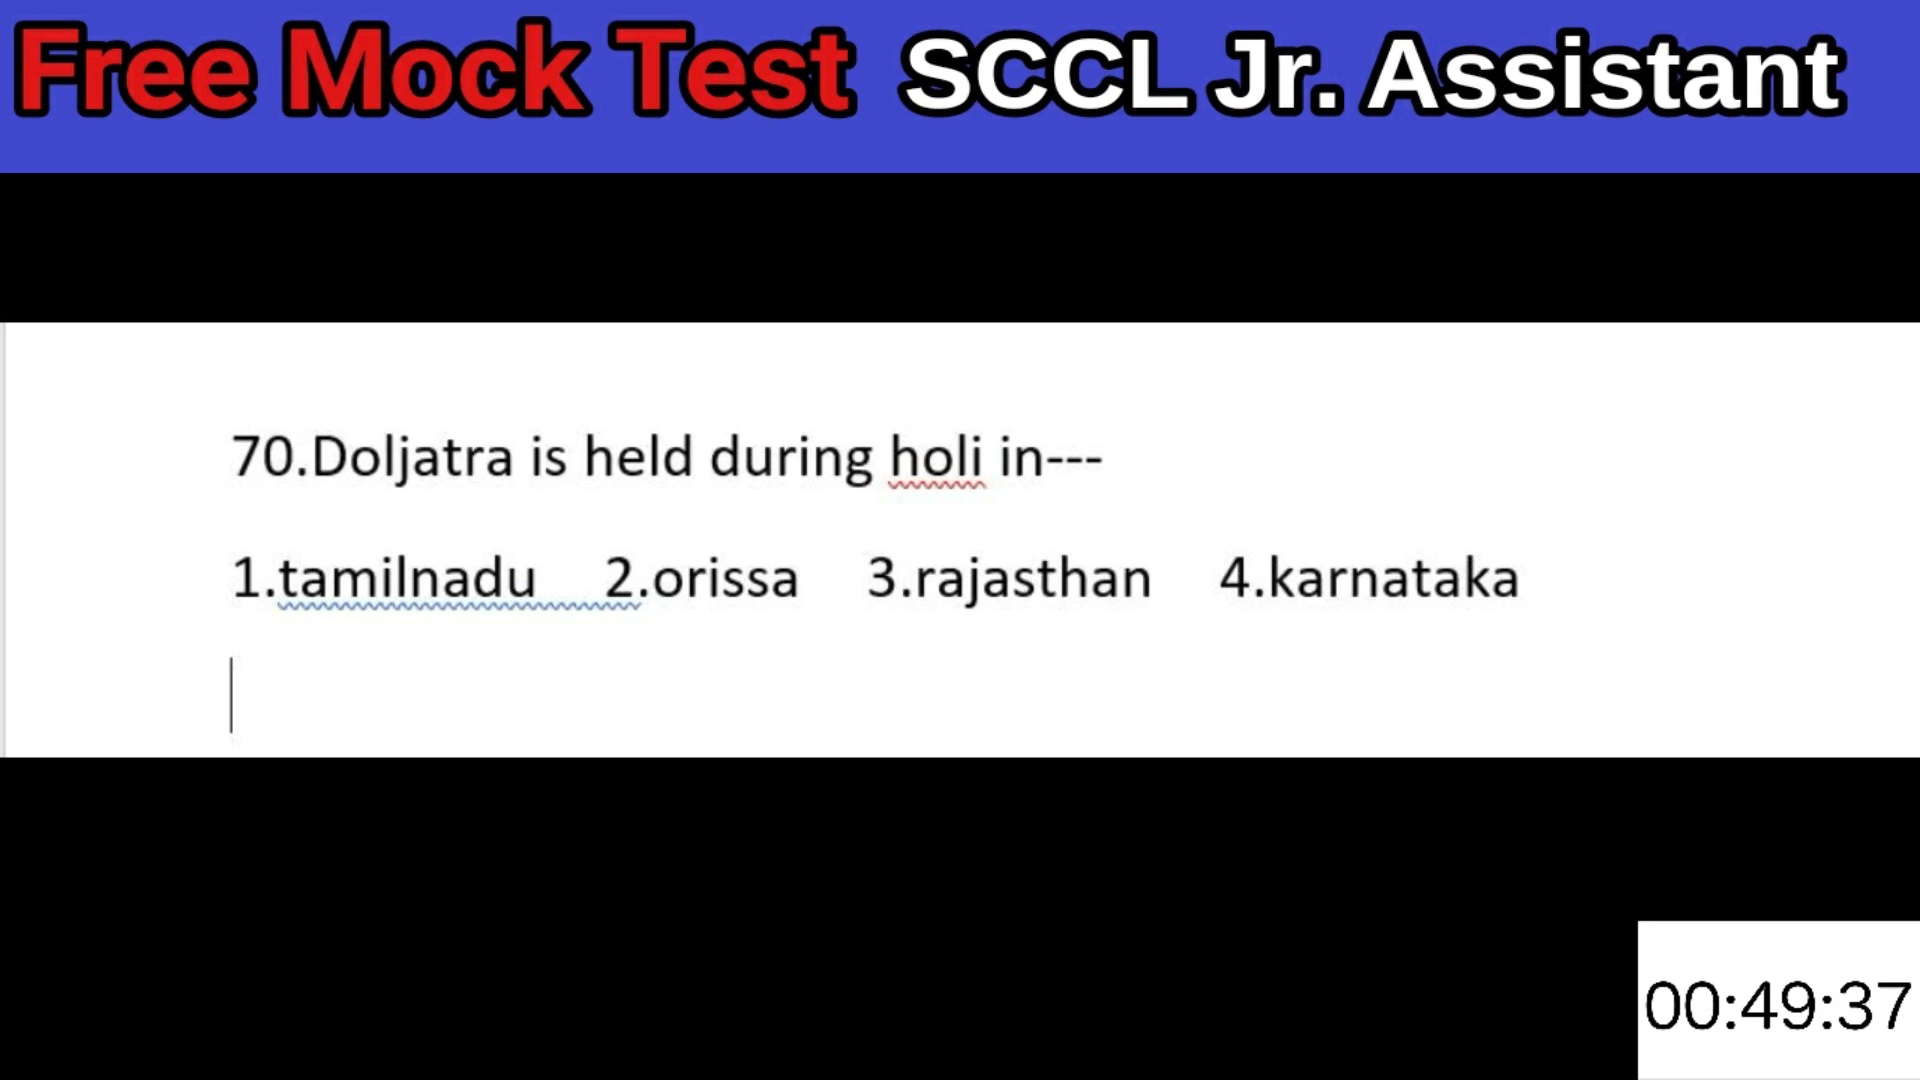 Free Mock Test SCCL Jr. Assistant
70.Doljatra is held during holi in---
1.tamilnadu 2.orissa 3.rajasthan 4.karnataka
00:49:37